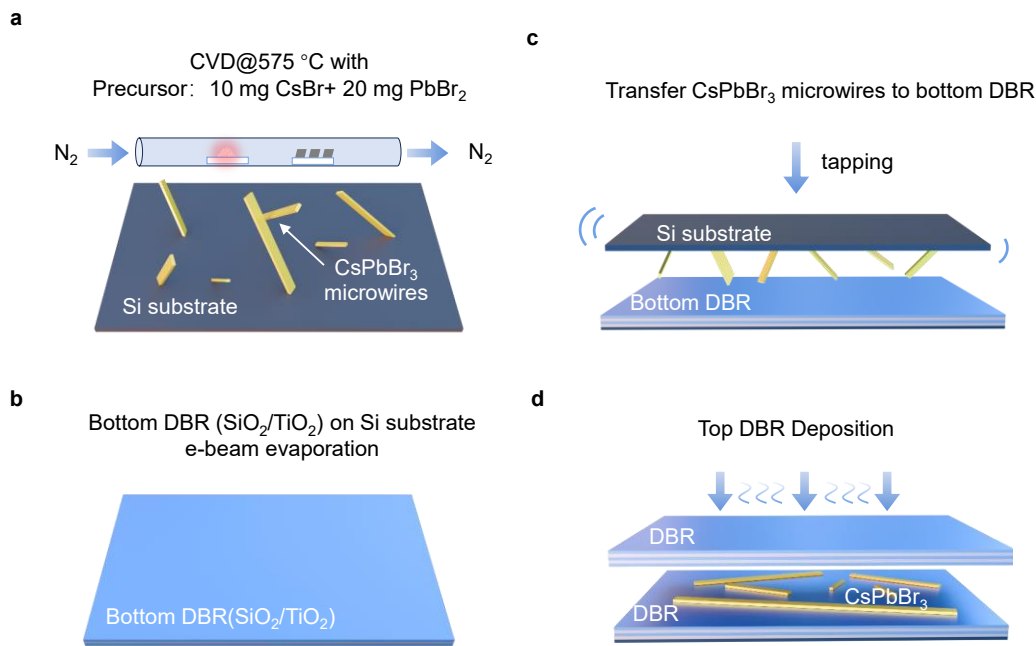 a
CVD@575 °C with
Precursor: 10 mg CsBr+ 20 mg PbBr₂
N₂
N₂
CsPbBr₃
microwires
Si substrate
b
Bottom DBR (SiO₂/TiO₂) on Si substrate
e-beam evaporation
Bottom DBR(SiO₂/TiO₂)
c
Transfer CsPbBr₃ microwires to bottom DBR
tapping
Si substrate
Bottom DBR
d
Top DBR Deposition
DBR
CsPbBr₃
DBR